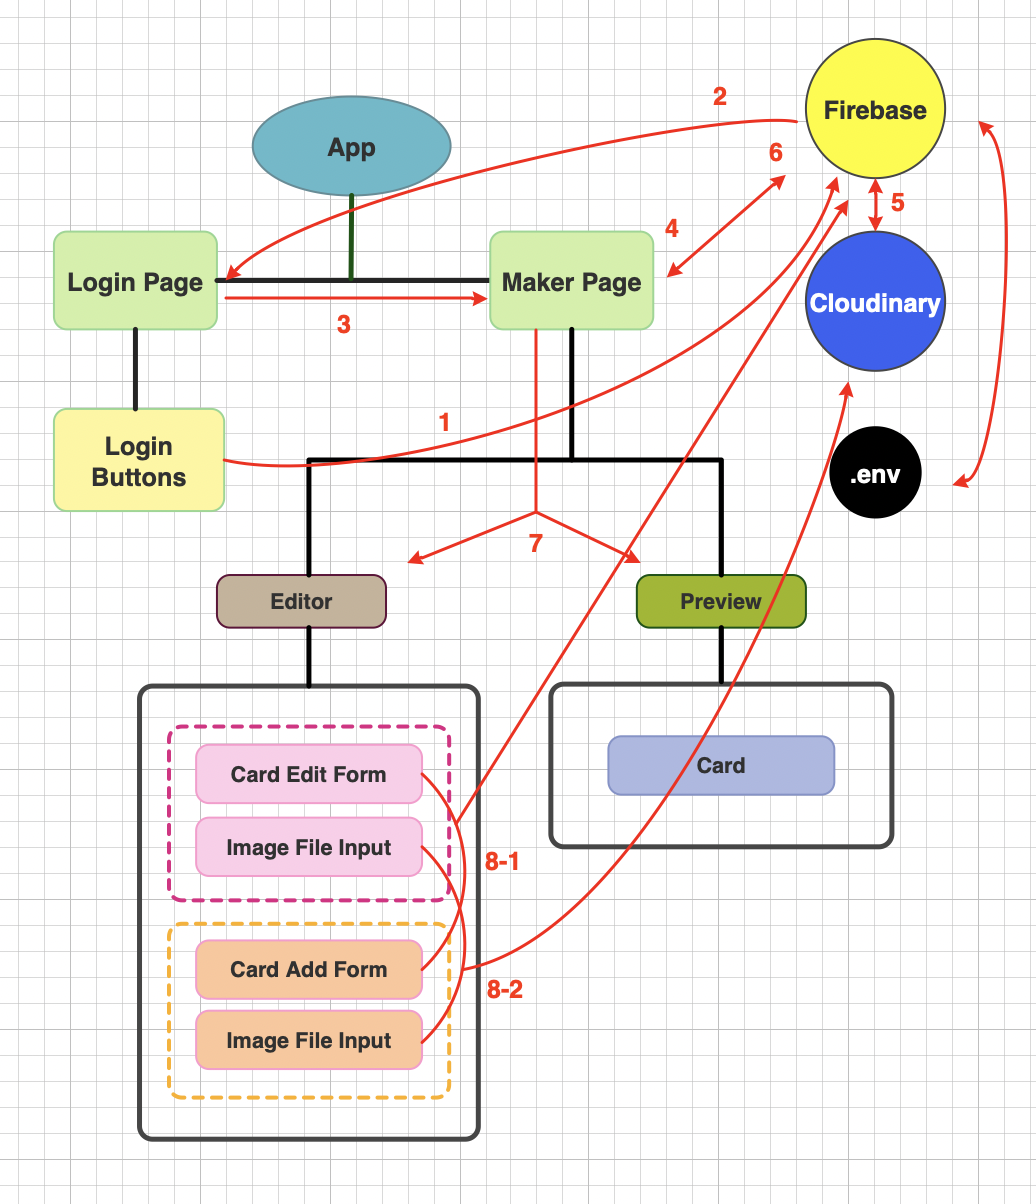 2
Firebase
App
6
5
4
Login Page
Maker Page
Cloudinary
3
1
Login
Buttons
.env
7
Editor
Preview
Card Edit Form
Card
Image File Input
8-1
Card Add Form
8-2
Image File Input